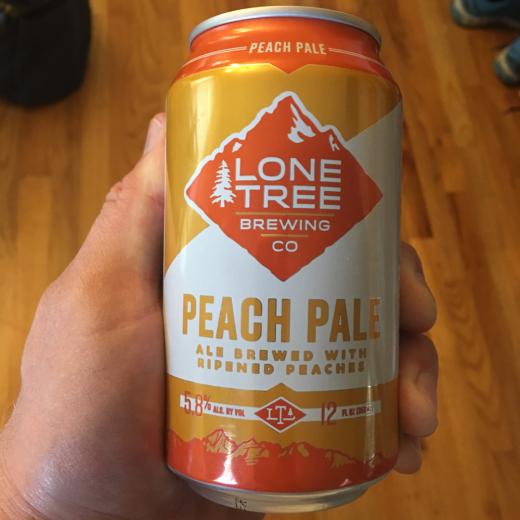 PEACH PALE
LONE
TREE
BREWING
CO
PEACH PALE
ALE BREWED WITH
RIPENED PEACHES
5.8% ALC. BY VOL
LTA
12 FL OZ